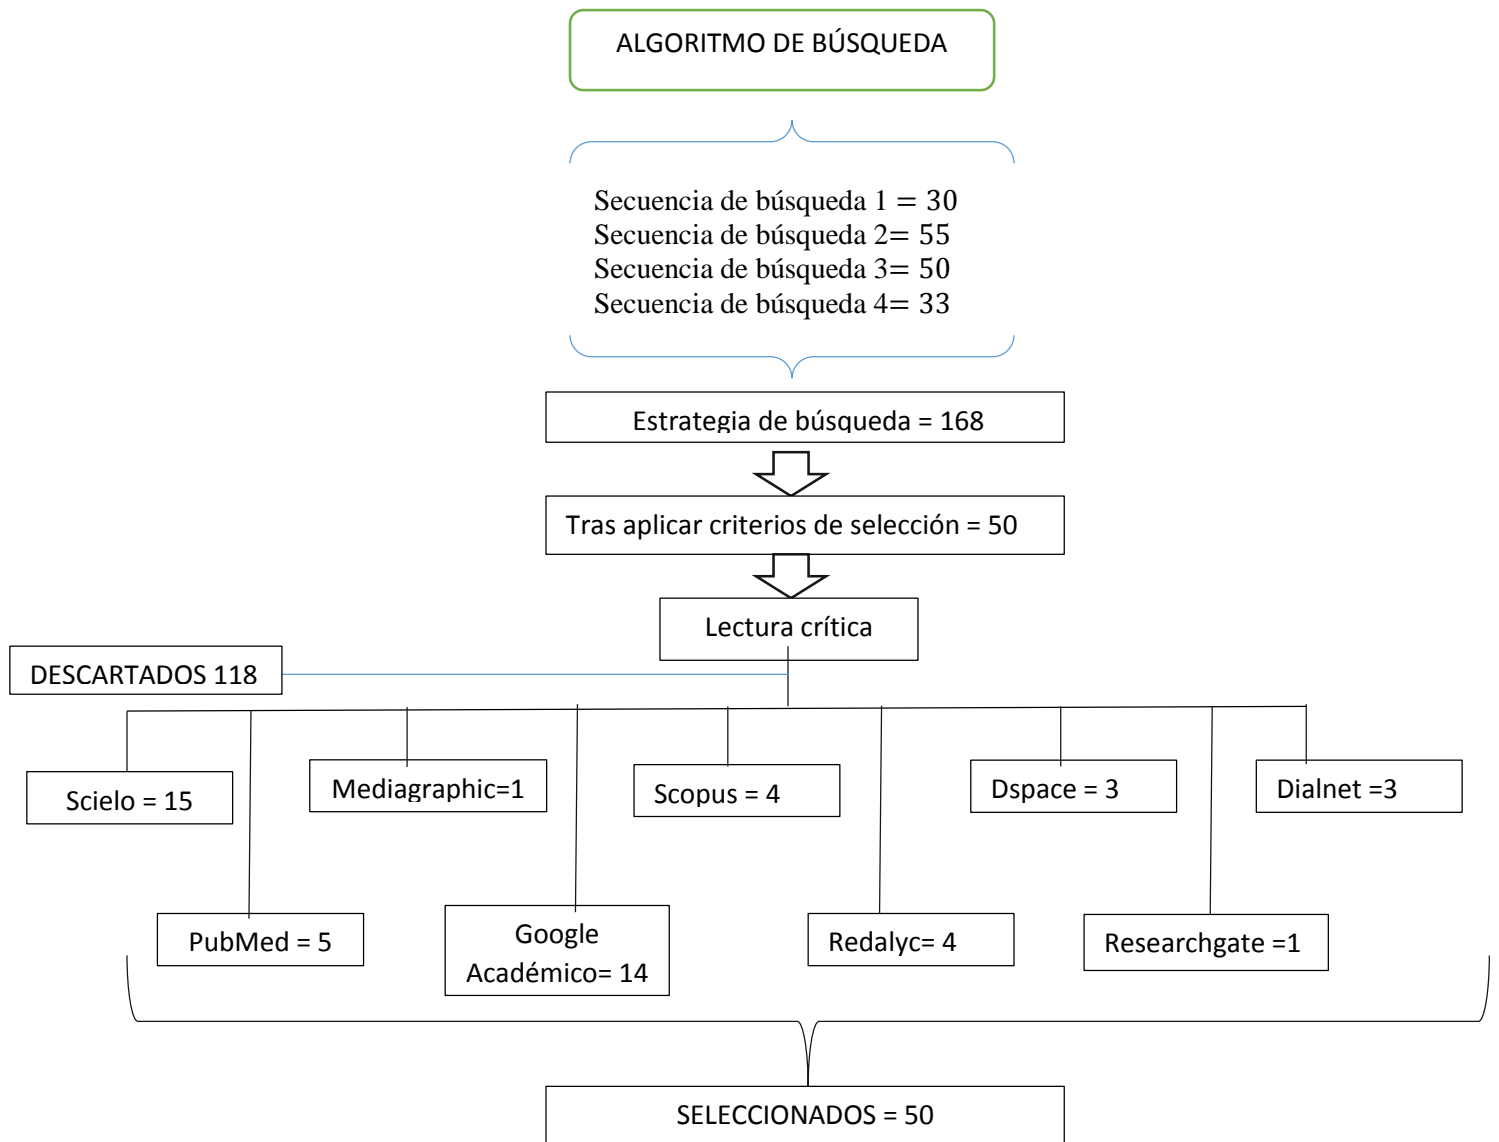 ALGORITMO DE BÚSQUEDA
Secuencia de búsqueda 1 = 30
Secuencia de búsqueda 2= 55
Secuencia de búsqueda 3= 50
Secuencia de búsqueda 4= 33
Estrategia de búsqueda = 168
Tras aplicar criterios de selección = 50
Lectura crítica
DESCARTADOS 118
Scielo = 15
Mediagraphic=1
Scopus = 4
Dspace = 3
Dialnet =3
PubMed = 5
Google
Académico= 14
Redalyc= 4
Researchgate =1
SELECCIONADOS = 50